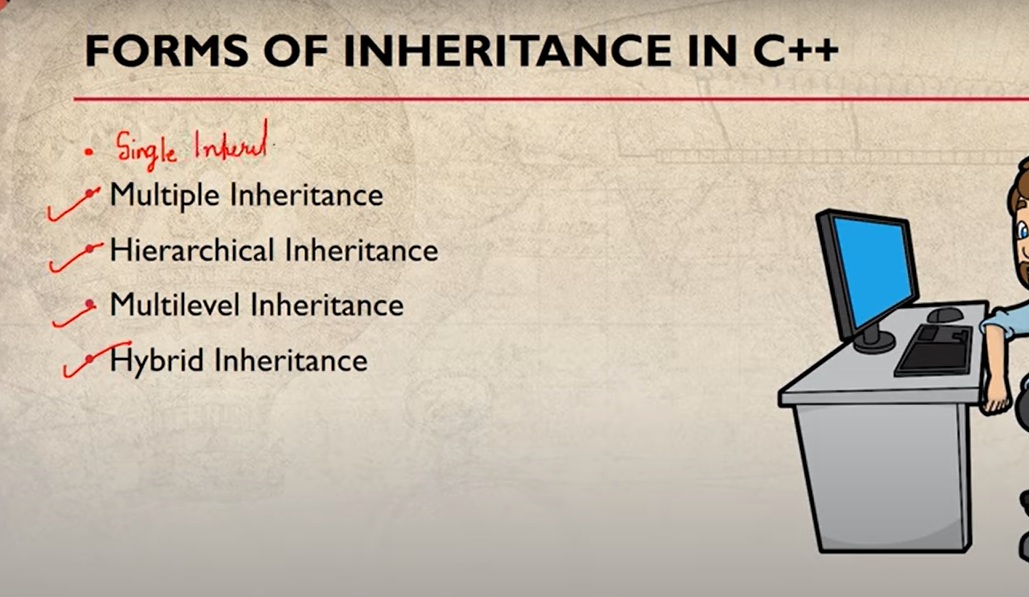 FORMS OF INHERITANCE IN C++
• Single Inherit
• Multiple Inheritance
• Hierarchical Inheritance
• Multilevel Inheritance
• Hybrid Inheritance